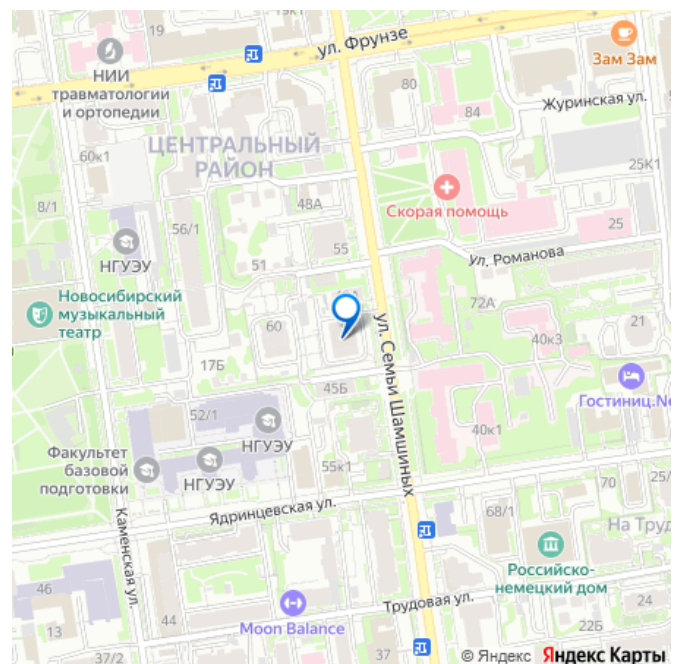 19
ул. Фрунзе
Зам Зам
НИИ
травматологии
и ортопедии
80
84
Журинская ул.
ЦЕНТРАЛЬНЫЙ
РАЙОН
60к1
25К1
48А
Скорая помощь
8/1
56/1
25
НГУЭУ
55
51
ул. Романова
Новосибирский
музыкальный
театр
72А
60
40к3
21
17Б
45Б
ул. Семьи Шамшиных
Гостиниц.Ne
52/1
НГУЭУ
40к1
Факультет
базовой
подготовки
НГУЭУ
55к1
70
25/
Ядринцевская ул.
68/1
На Труд
Каменская ул.
Российско-
немецкий дом
46
Трудовая ул.
24
44
13
Moon Balance
22Б
37/2
37
© Яндекс Яндекс Карты